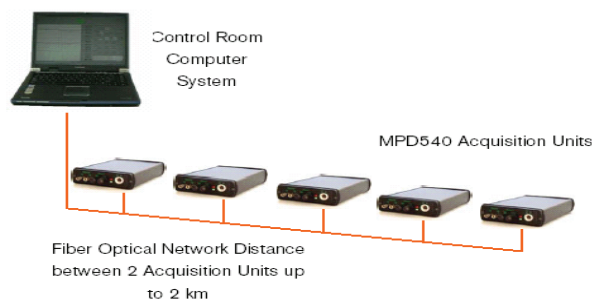 Control Room
Computer
System
MPD540 Acquisition Units
Fiber Optical Network Distance
between 2 Acquisition Units up
to 2 km